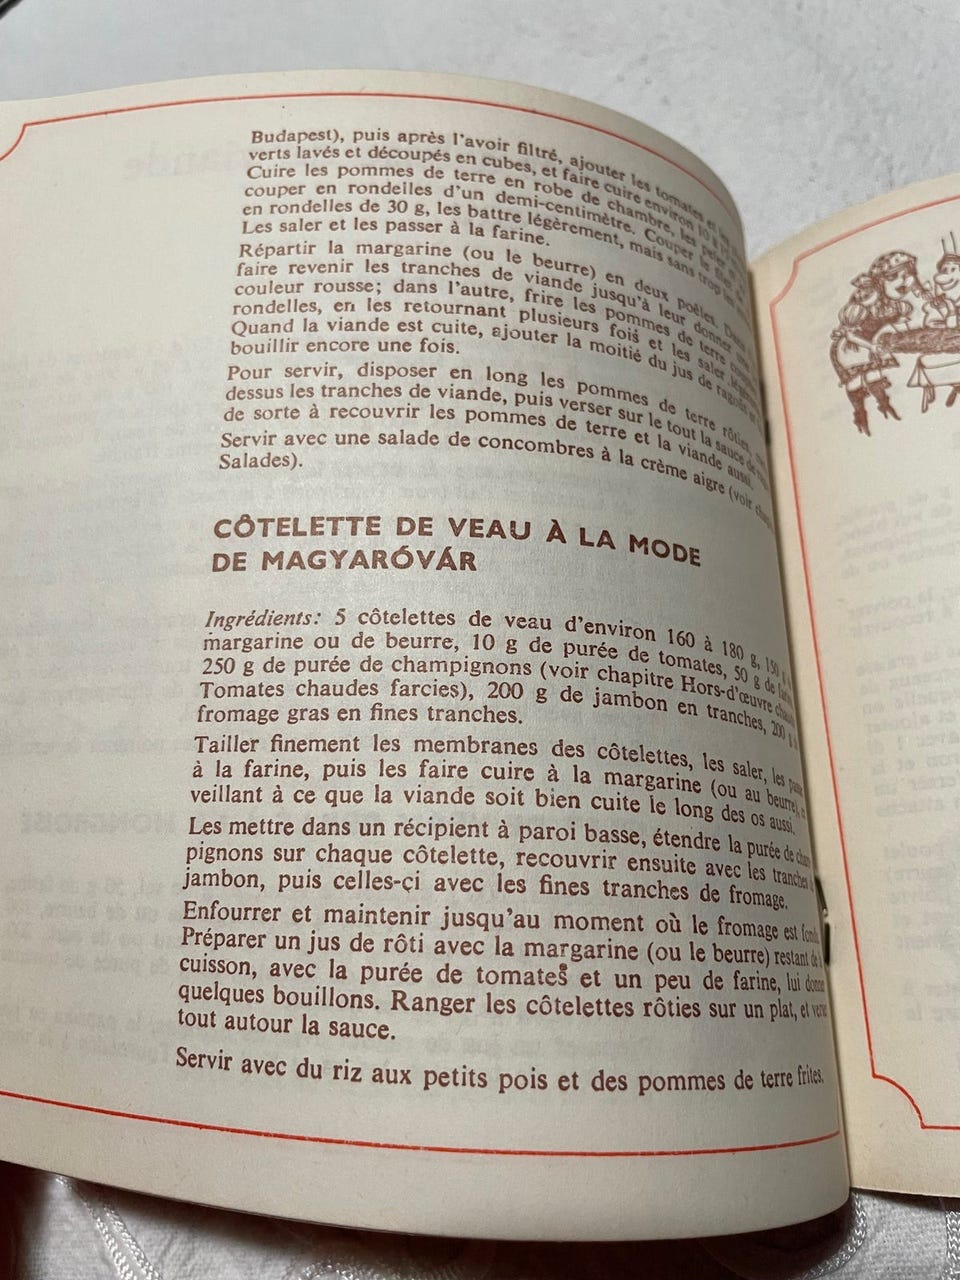 Budapest), puis après l'avoir filtré, ajouter les tomates et les
verts lavés et découpés en cubes, et faire cuire environ 10
Cuire les pommes de terre en robe de chambre, les peler et
couper en rondelles d'un demi-centimètre. Couper le filet
en rondelles de 30 g, les battre légèrement, mais sans trop les
Les saler et les passer à la farine.
Répartir la margarine (ou le beurre) en deux poêles. Dans
faire revenir les tranches de viande jusqu'à leur donner une
couleur rousse; dans l'autre, frire les pommes de terre
rondelles, en les retournant plusieurs fois et les saler
Quand la viande est cuite, ajouter la moitié du jus de ragoût et
bouillir encore une fois.
Pour servir, disposer en long les pommes de terre rôties,
dessus les tranches de viande, puis verser sur le tout la sauce de
de sorte à recouvrir les pommes de terre et la viande aussi.
Servir avec une salade de concombres à la crème aigre (voir
Salades).
CÔTELETTE DE VEAU À LA MODE
DE MAGYARÓVÁR
Ingrédients: 5 côtelettes de veau d'environ 160 à 180 g, 150
margarine ou de beurre, 10 g de purée de tomates, 50 g de
250 g de purée de champignons (voir chapitre Hors-d'œuvre
Tomates chaudes farcies), 200 g de jambon en tranches, 200 g
fromage gras en fines tranches.
Tailler finement les membranes des côtelettes, les saler, les
à la farine, puis les faire cuire à la margarine (ou au beurre),
veillant à ce que la viande soit bien cuite le long des os aussi.
Les mettre dans un récipient à paroi basse, étendre la purée de cham-
pignons sur chaque côtelette, recouvrir ensuite avec les tranches
jambon, puis celles-ci avec les fines tranches de fromage.
Enfourrer et maintenir jusqu'au moment où le fromage est
Préparer un jus de rôti avec la margarine (ou le beurre) restant de
cuisson, avec la purée de tomates et un peu de farine, lui
quelques bouillons. Ranger les côtelettes rôties sur un plat, et
tout autour la sauce.
Servir avec du riz aux petits pois et des pommes de terre frites.